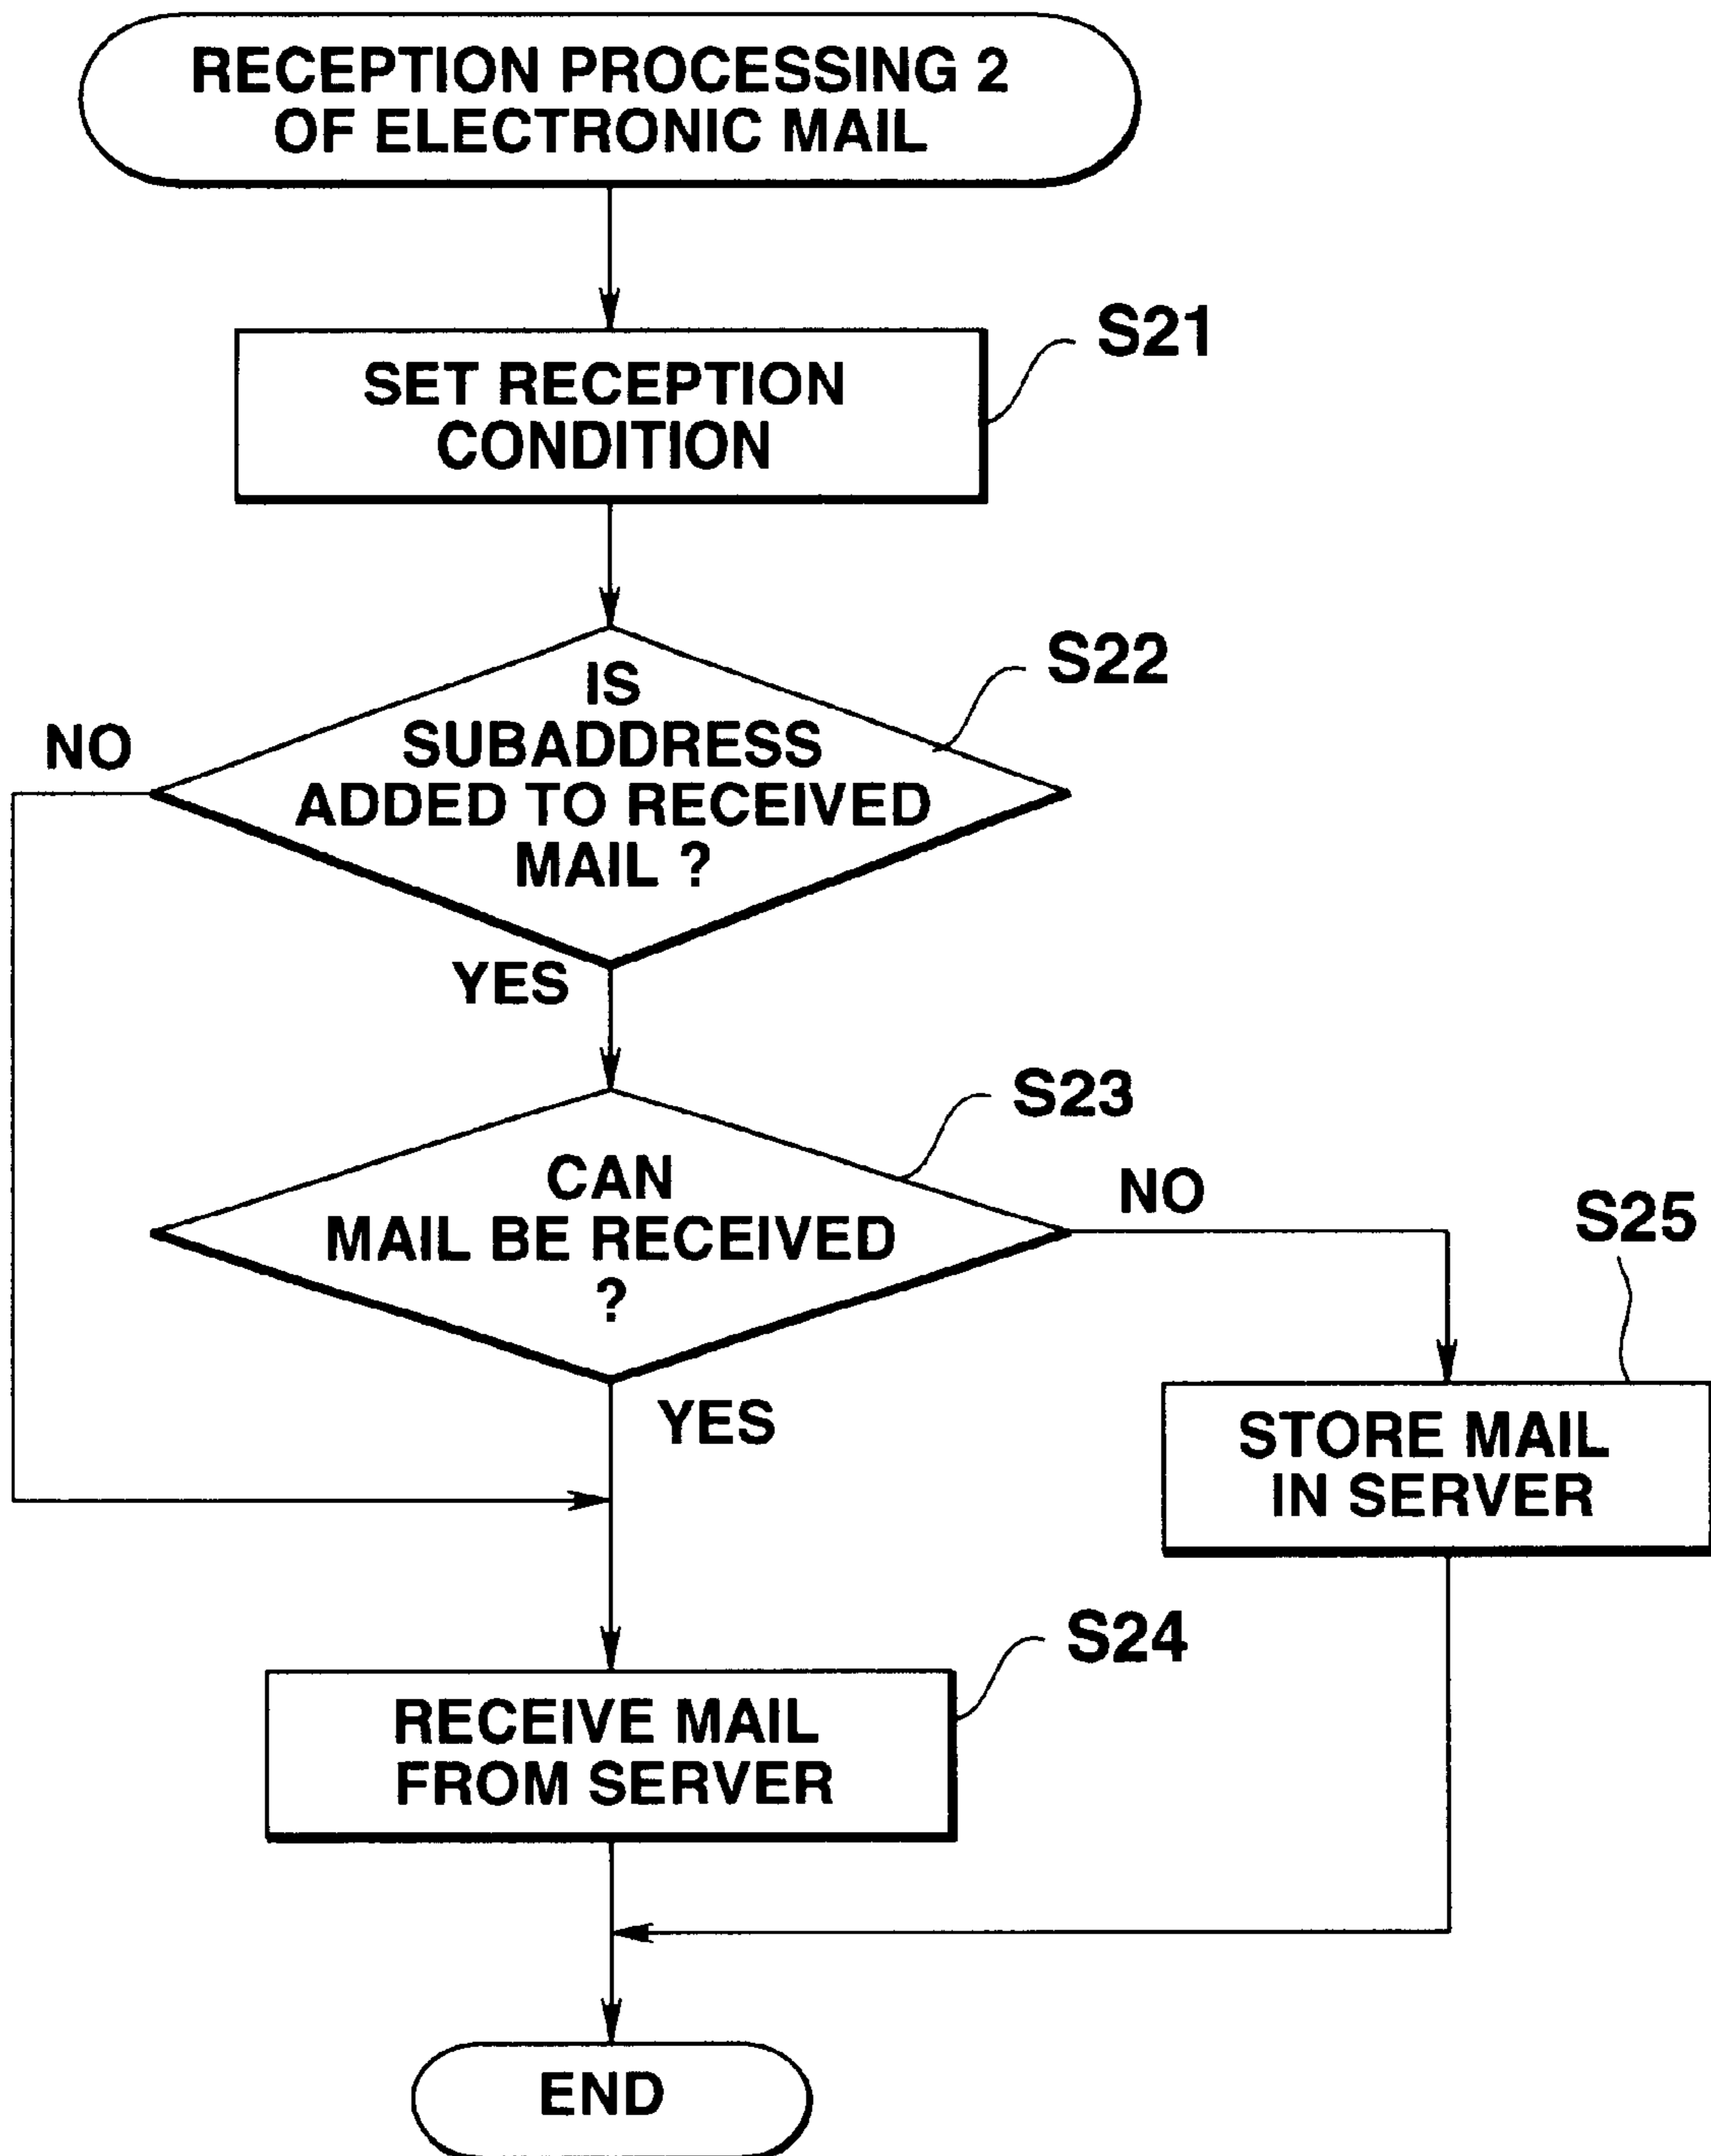 RECEPTION PROCESSING 2
OF ELECTRONIC MAIL
S21
SET RECEPTION
CONDITION
S22
IS
SUBADDRESS
ADDED TO RECEIVED
MAIL ?
NO
YES
S23
CAN
MAIL BE RECEIVED
?
NO
YES
S25
STORE MAIL
IN SERVER
S24
RECEIVE MAIL
FROM SERVER
END